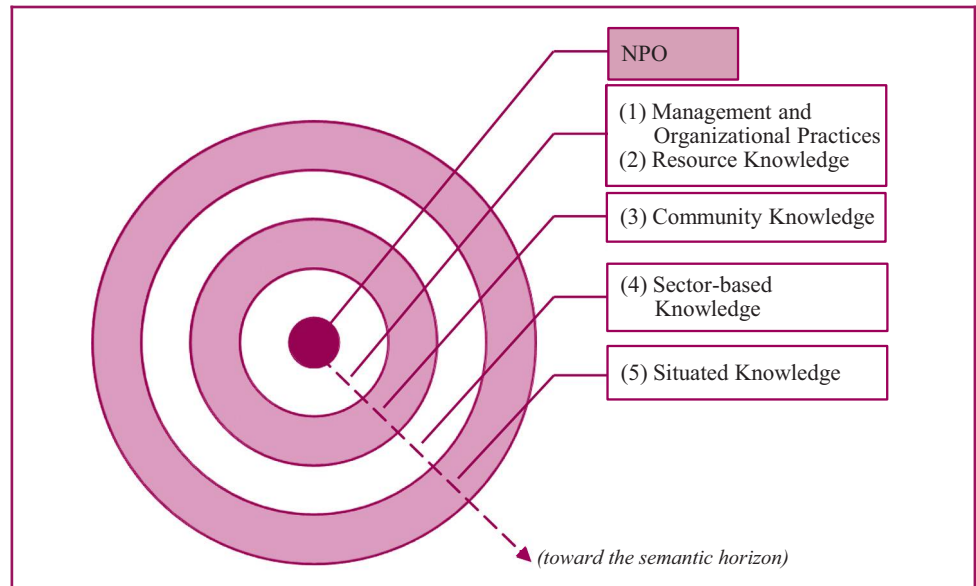 NPO
(1) Management and
Organizational Practices
(2) Resource Knowledge
(3) Community Knowledge
(4) Sector-based
Knowledge
(5) Situated Knowledge
(toward the semantic horizon)